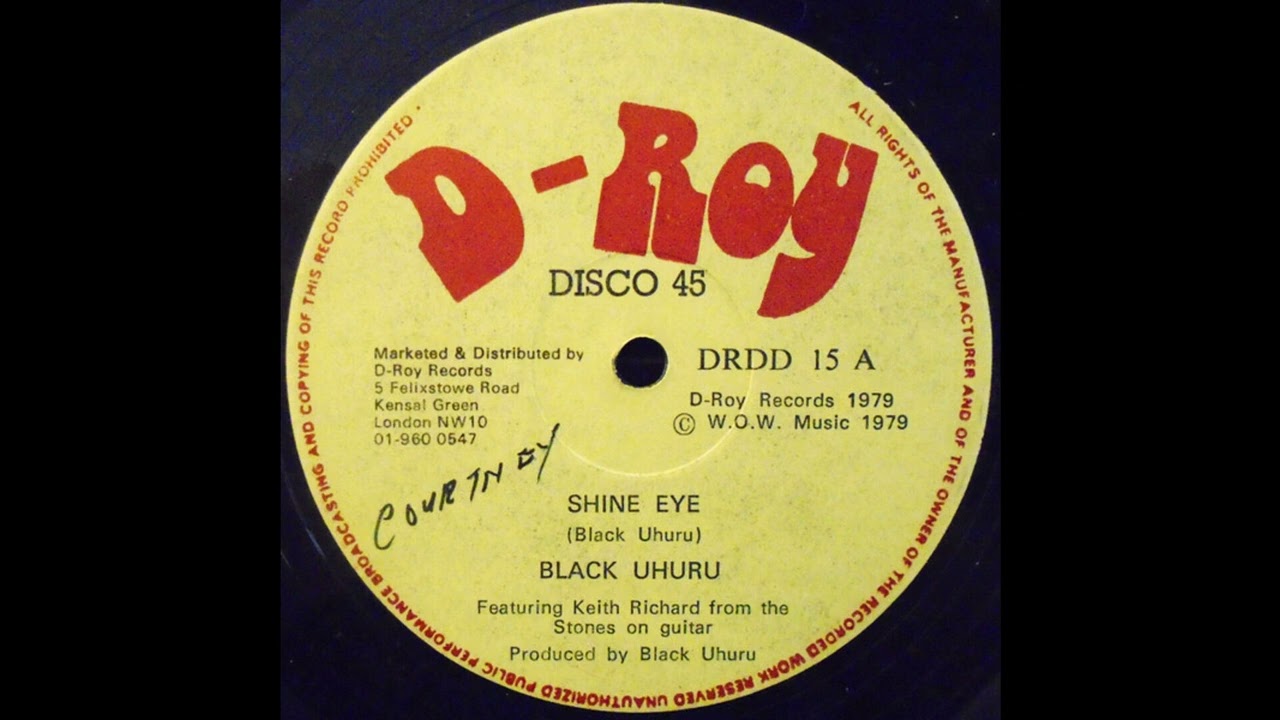 D-Roy
DISCO 45
Marketed & Distributed by
D-Roy Records
5 Felixstowe Road
Kensal Green
London NW10
01-960 0547
DRDD 15 A
D-Roy Records 1979
© W.O.W. Music 1979
COURTNEY
SHINE EYE
(Black Uhuru)
BLACK UHURU
Featuring Keith Richard from the
Stones on guitar
Produced by Black Uhuru
ALL RIGHTS OF THE MANUFACTURER AND OF THE OWNER OF THE RECORDED WORK RESERVED UNAUTHORIZED PUBLIC PERFORMANCE BROADCASTING AND COPYING OF THIS RECORD PROHIBITED .